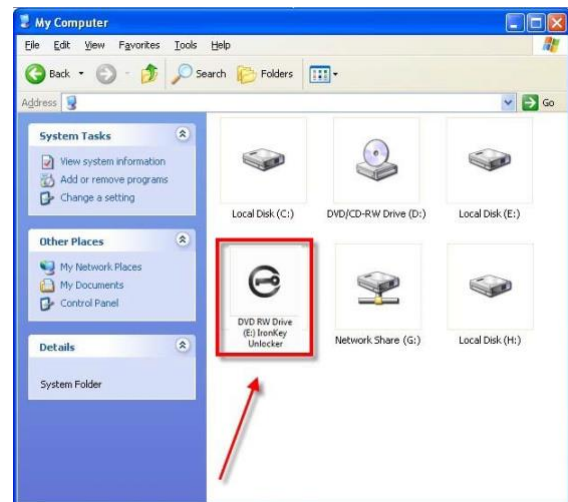 My Computer
File Edit View Favorites Tools Help
Back Search Folders
Address Go
System Tasks
View system information
Add or remove programs
Change a setting
Other Places
My Network Places
My Documents
Control Panel
Details
System Folder
Local Disk (C:) DVD/CD-RW Drive (D:) Local Disk (E:)
DVD RW Drive
(E:) IronKey
Unlocker
Network Share (G:) Local Disk (H:)